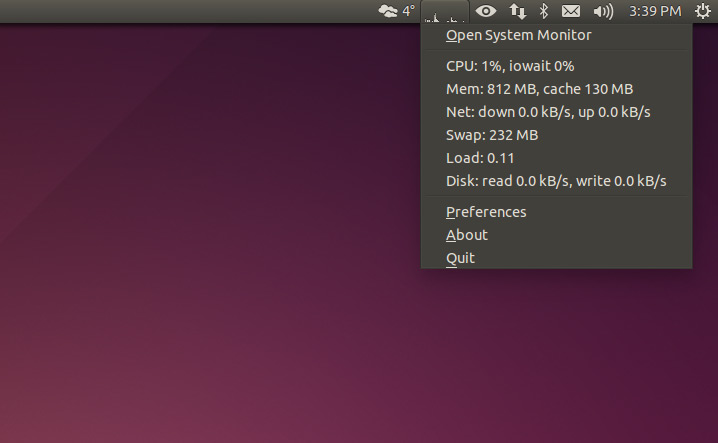 4° 3:39 PM
Open System Monitor
CPU: 1%, iowait 0%
Mem: 812 MB, cache 130 MB
Net: down 0.0 kB/s, up 0.0 kB/s
Swap: 232 MB
Load: 0.11
Disk: read 0.0 kB/s, write 0.0 kB/s
Preferences
About
Quit